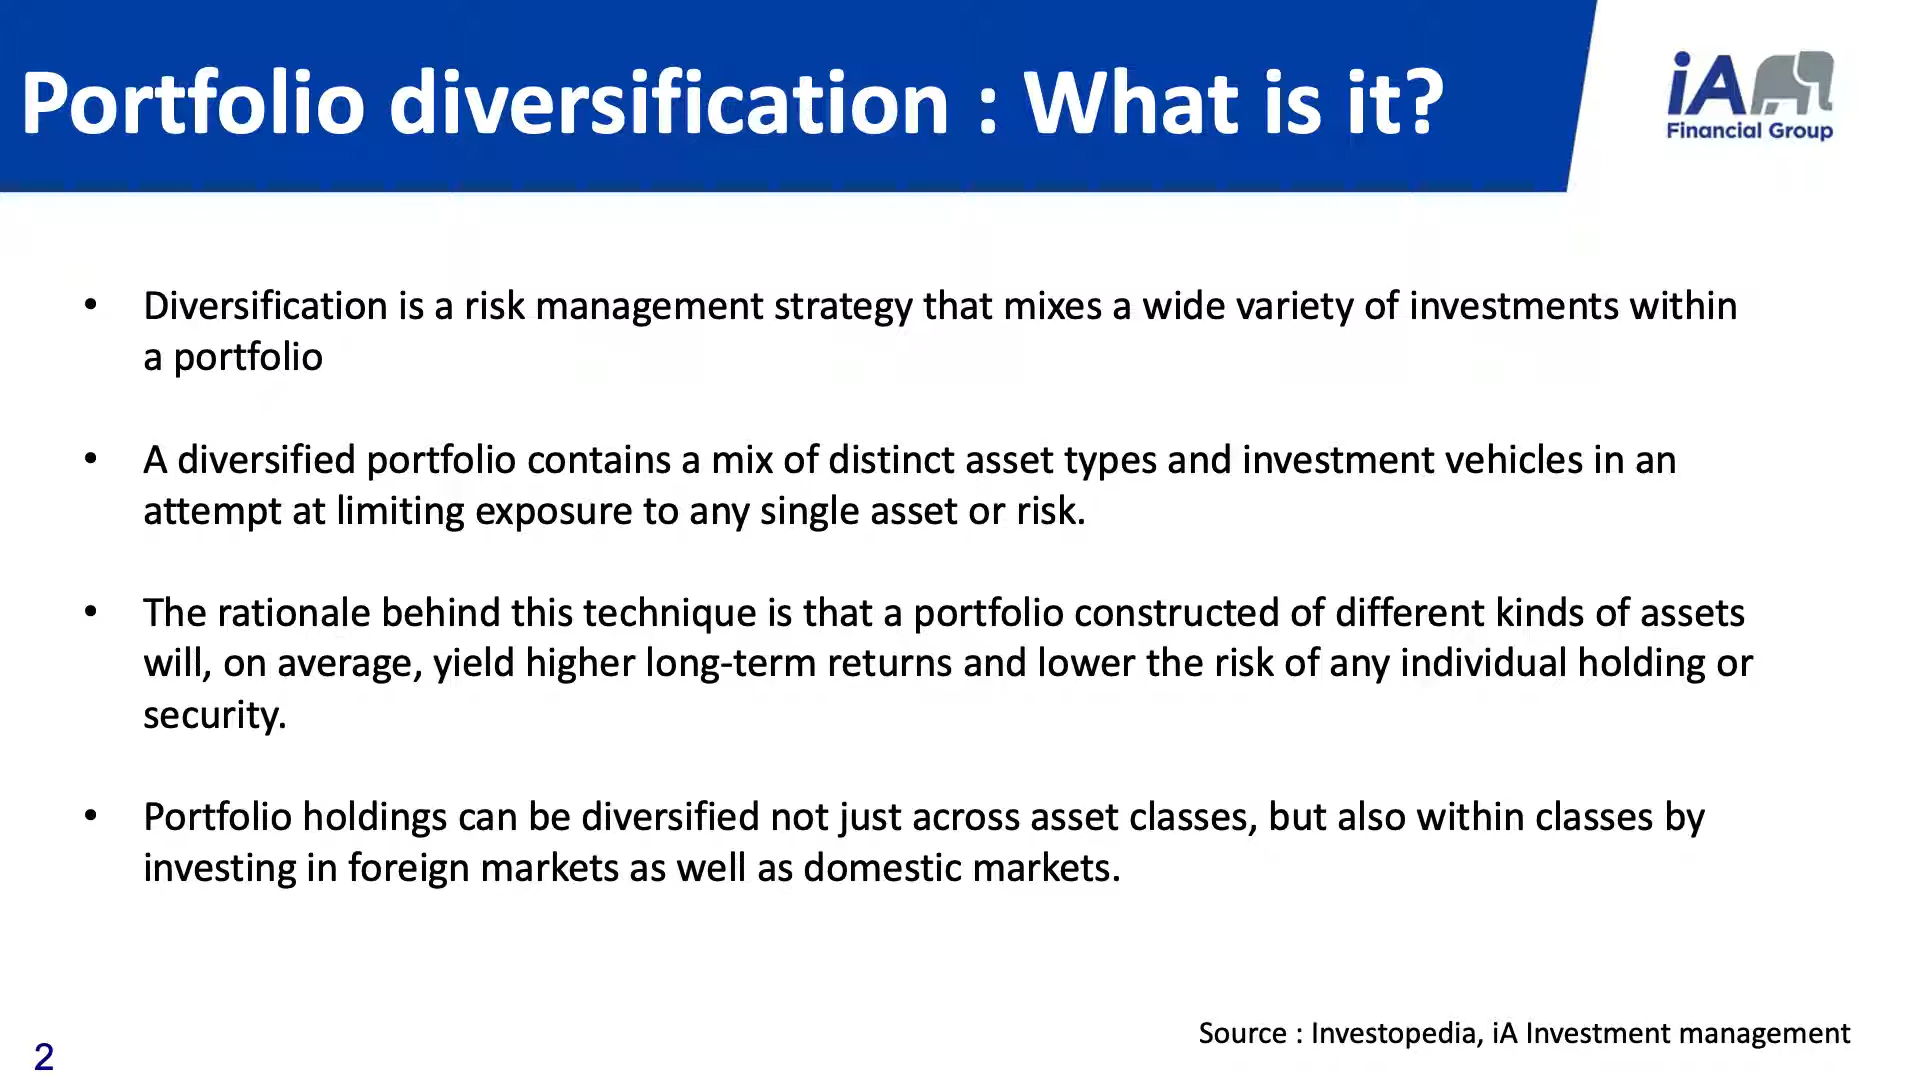 Portfolio diversification : What is it?
iA
Financial Group
• Diversification is a risk management strategy that mixes a wide variety of investments within
a portfolio
• A diversified portfolio contains a mix of distinct asset types and investment vehicles in an
attempt at limiting exposure to any single asset or risk.
• The rationale behind this technique is that a portfolio constructed of different kinds of assets
will, on average, yield higher long-term returns and lower the risk of any individual holding or
security.
• Portfolio holdings can be diversified not just across asset classes, but also within classes by
investing in foreign markets as well as domestic markets.
Source : Investopedia, iA Investment management
2